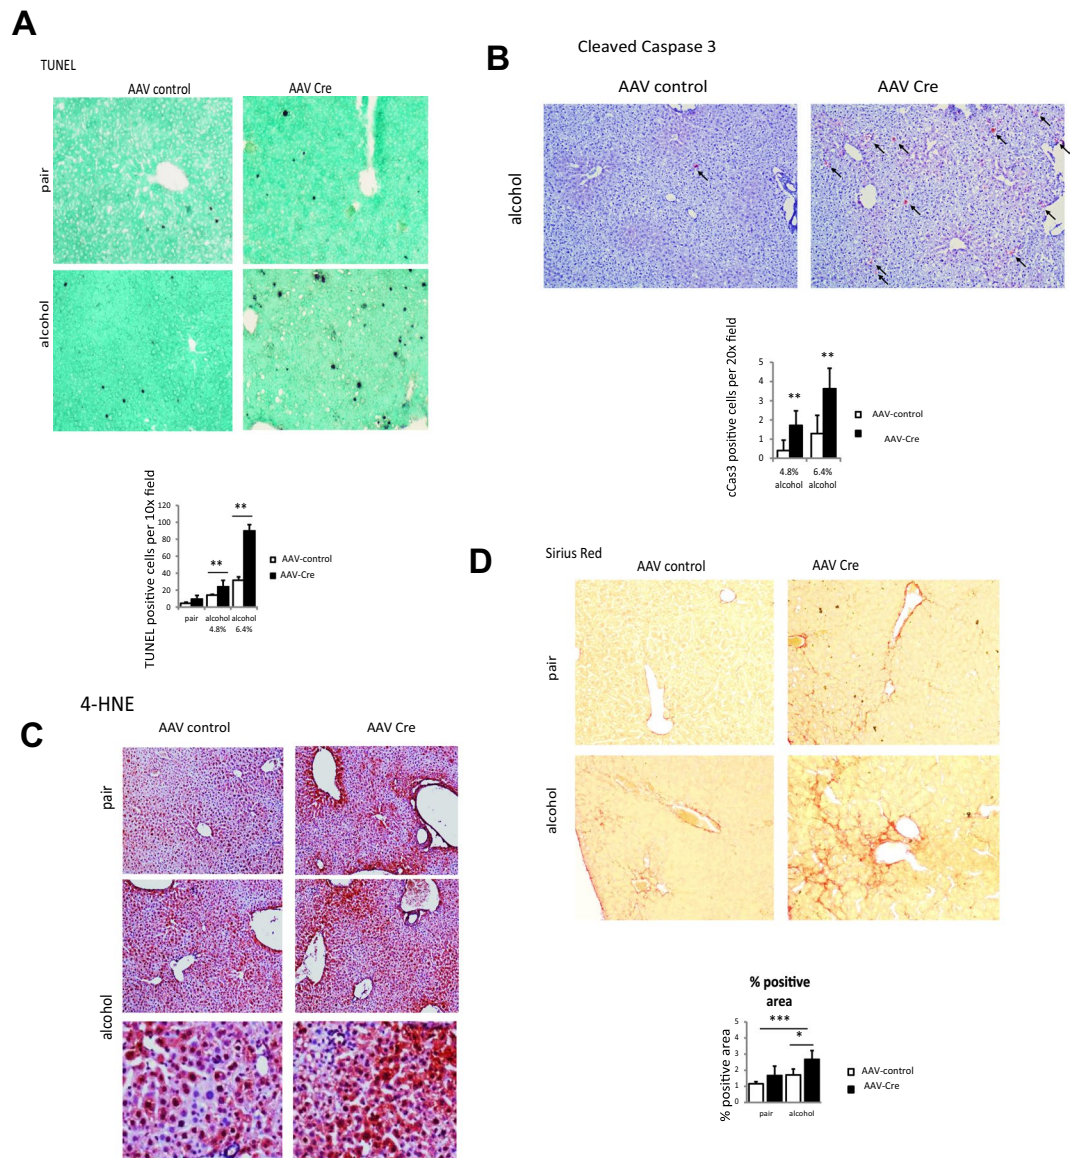 A
TUNEL
AAV control
AAV Cre
pair
alcohol
TUNEL positive cells per 10x field
120
100
80
60
40
20
0
**
**
pair
alcohol
4.8%
alcohol
6.4%
AAV-control
AAV-Cre
B
Cleaved Caspase 3
AAV control
AAV Cre
alcohol
cCas3 positive cells per 20x field
5
4
3
2
1
0
**
**
4.8%
alcohol
6.4%
alcohol
AAV-control
AAV-Cre
C
4-HNE
AAV control
AAV Cre
pair
alcohol
D
Sirius Red
AAV control
AAV Cre
pair
alcohol
% positive
area
% positive area
5
4
3
2
1
0
***
*
pair
alcohol
AAV-control
AAV-Cre